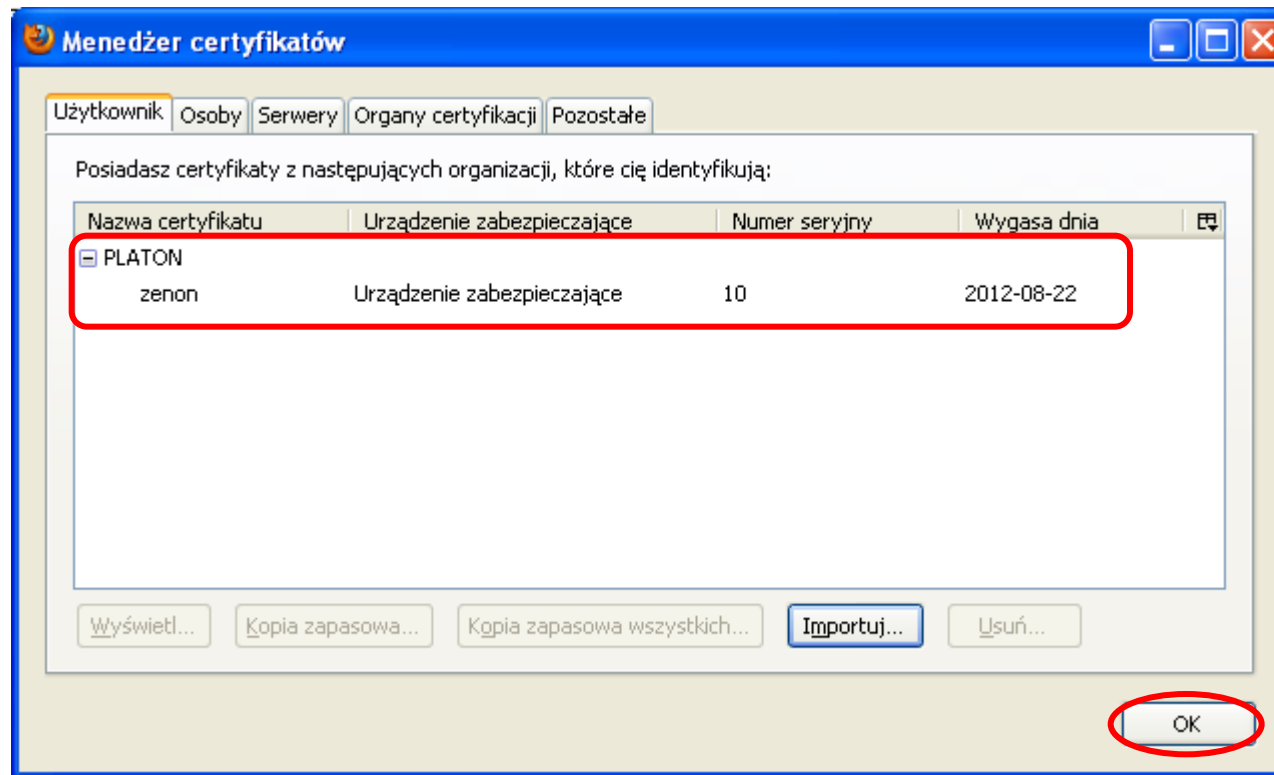 Menedżer certyfikatów
Użytkownik Osoby Serwery Organy certyfikacji Pozostałe
Posiadasz certyfikaty z następujących organizacji, które cię identyfikują:
Nazwa certyfikatu Urządzenie zabezpieczające Numer seryjny Wygasa dnia
PLATON
zenon Urządzenie zabezpieczające 10 2012-08-22
Wyświetl... Kopia zapasowa... Kopia zapasowa wszystkich... Importuj... Usuń...
OK